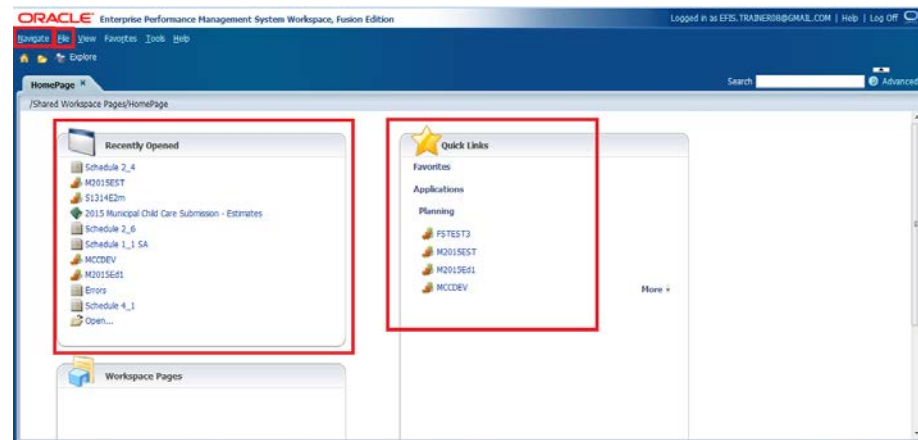 ORACLE Enterprise Performance Management System Workspace, Fusion Edition
Logged in as EFIS.TRAINER08@GMAIL.COM | Help | Log Off
Navigate File View Favorites Tools Help
Explore
HomePage
Search
Advanced
/Shared Workspace Pages/HomePage
Recently Opened
Schedule 2_4
M2015EST
S1314E2m
2015 Municipal Child Care Submission - Estimates
Schedule 2_6
Schedule 1_1 SA
MCCDEV
M2015Ed1
Errors
Schedule 4_1
Open...
Quick Links
Favorites
Applications
Planning
FSTEST3
M2015EST
M2015Ed1
MCCDEV
More
Workspace Pages